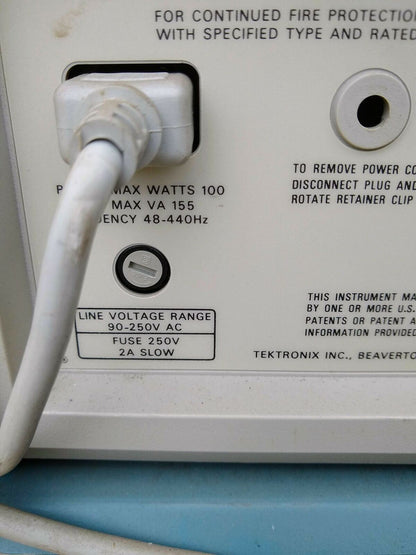 FOR CONTINUED FIRE PROTECTION
WITH SPECIFIED TYPE AND RATED
MAX WATTS 100
MAX VA 155
48-440Hz
TO REMOVE POWER
DISCONNECT PLUG AND
ROTATE RETAINER CLIP
LINE VOLTAGE RANGE
90-250V AC
FUSE 250V
2A SLOW
THIS INSTRUMENT
BY ONE OR MORE U.S.
PATENTS OR PATENT
INFORMATION PROVIDED
TEKTRONIX INC.,